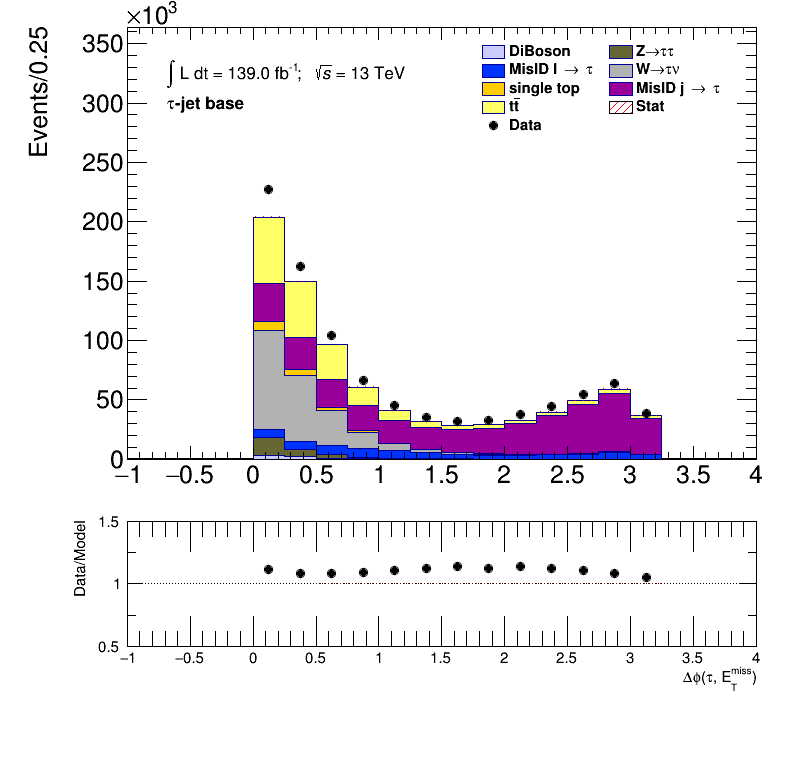 ×10³
Events/0.25
350
300
250
200
150
100
50
0
∫ L dt = 139.0 fb⁻¹; √s = 13 TeV
τ-jet base
DiBoson
MisID l → τ
single top
tt̄
Data
Z→ττ
W→τν
MisID j → τ
Stat
−1 −0.5 0 0.5 1 1.5 2 2.5 3 3.5 4
Data/Model
1.5
1
0.5
−1 −0.5 0 0.5 1 1.5 2 2.5 3 3.5 4
Δϕ(τ, E_T^miss)